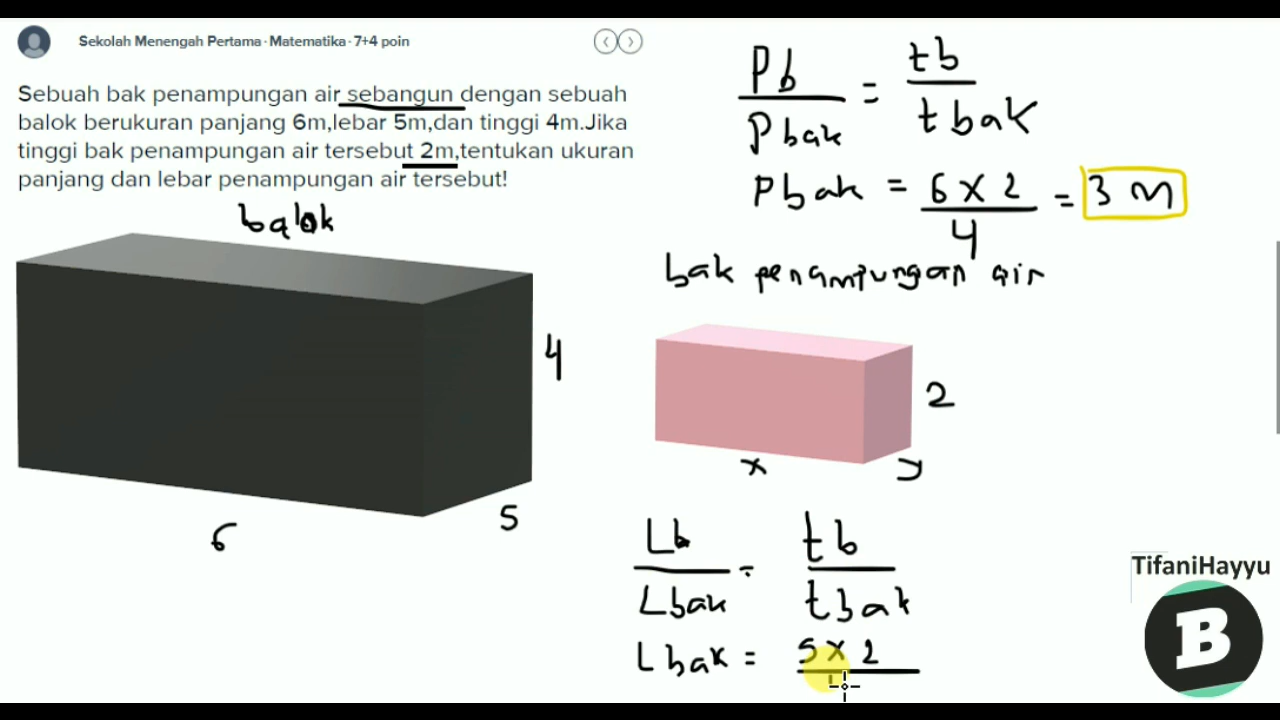 Sekolah Menengah Pertama · Matematika · 7+4 poin
Sebuah bak penampungan air sebangun dengan sebuah
balok berukuran panjang 6m,lebar 5m,dan tinggi 4m.Jika
tinggi bak penampungan air tersebut 2m,tentukan ukuran
panjang dan lebar penampungan air tersebut!
balok
4
5
6
Pb / Pbak = tb / tbak
Pbak = 6 x 2 / 4 = 3 m
bak penampungan air
2
x
y
Lb / Lbak = tb / tbak
Lbak = 5 x 2
TifaniHayyu
B